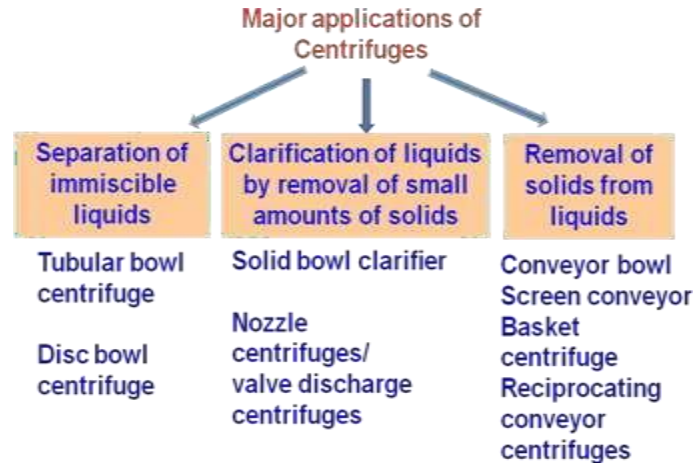 Major applications of
Centrifuges
Separation of
immiscible
liquids
Clarification of liquids
by removal of small
amounts of solids
Removal of
solids from
liquids
Tubular bowl
centrifuge
Disc bowl
centrifuge
Solid bowl clarifier
Nozzle
centrifuges/
valve discharge
centrifuges
Conveyor bowl
Screen conveyor
Basket
centrifuge
Reciprocating
conveyor
centrifuges